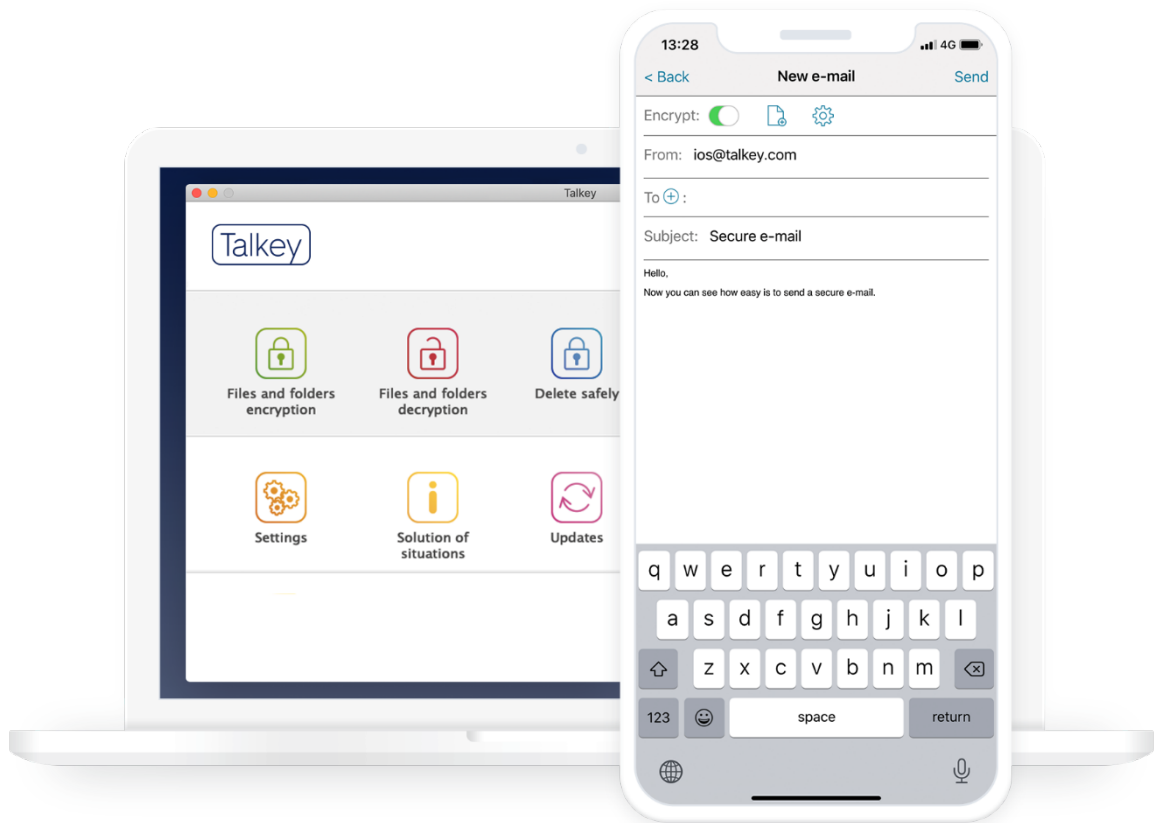 Talkey
Talkey
Files and folders
encryption
Files and folders
decryption
Delete safely
Settings
Solution of
situations
Updates
13:28
4G
< Back
New e-mail
Send
Encrypt:
From: ios@talkey.com
To :
Subject: Secure e-mail
Hello,
Now you can see how easy is to send a secure e-mail.
q w e r t y u i o p
a s d f g h j k l
z x c v b n m
123
space
return